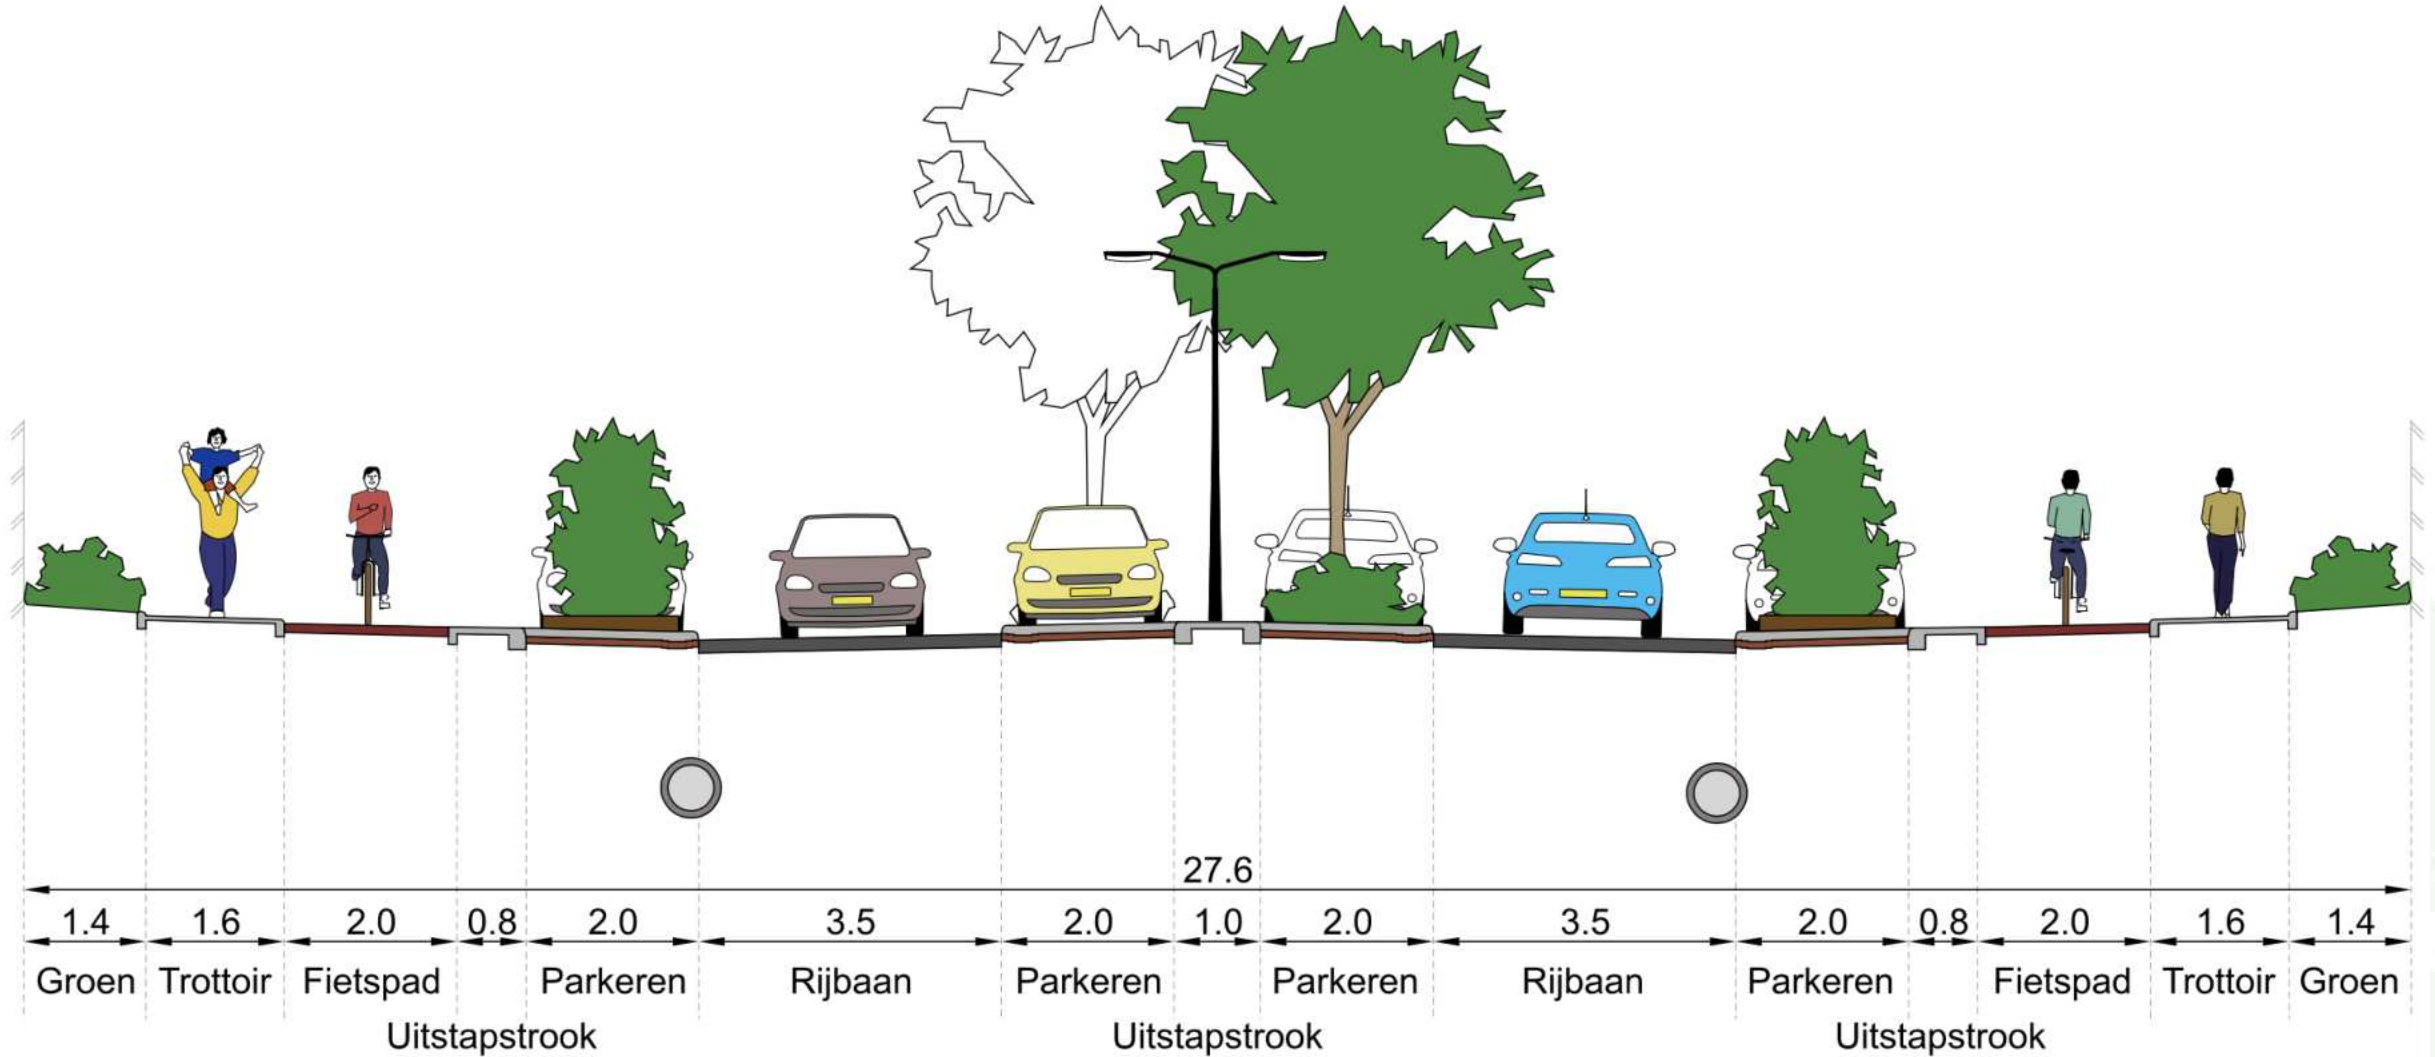 27.6
1.4 1.6 2.0 0.8 2.0 3.5 2.0 1.0 2.0 3.5 2.0 0.8 2.0 1.6 1.4
Groen Trottoir Fietspad Parkeren Rijbaan Parkeren Parkeren Rijbaan Parkeren Fietspad Trottoir Groen
Uitstapstrook Uitstapstrook Uitstapstrook